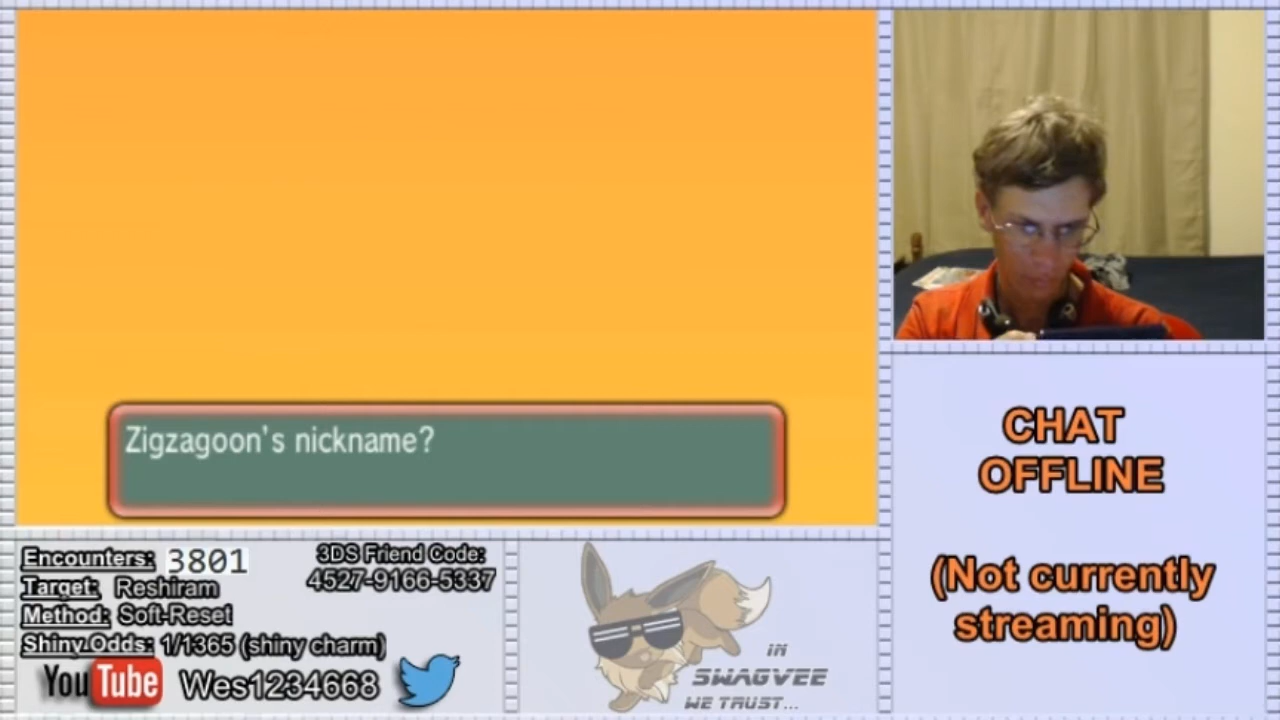 Zigzagoon's nickname?
Encounters: 3801
Target: Reshiram
Method: Soft-Reset
Shiny Odds: 1/1365 (shiny charm)
3DS Friend Code:
4527-9166-5337
YouTube Wes1234668
IN
SWAGVEE
WE TRUST...
CHAT
OFFLINE
(Not currently
streaming)